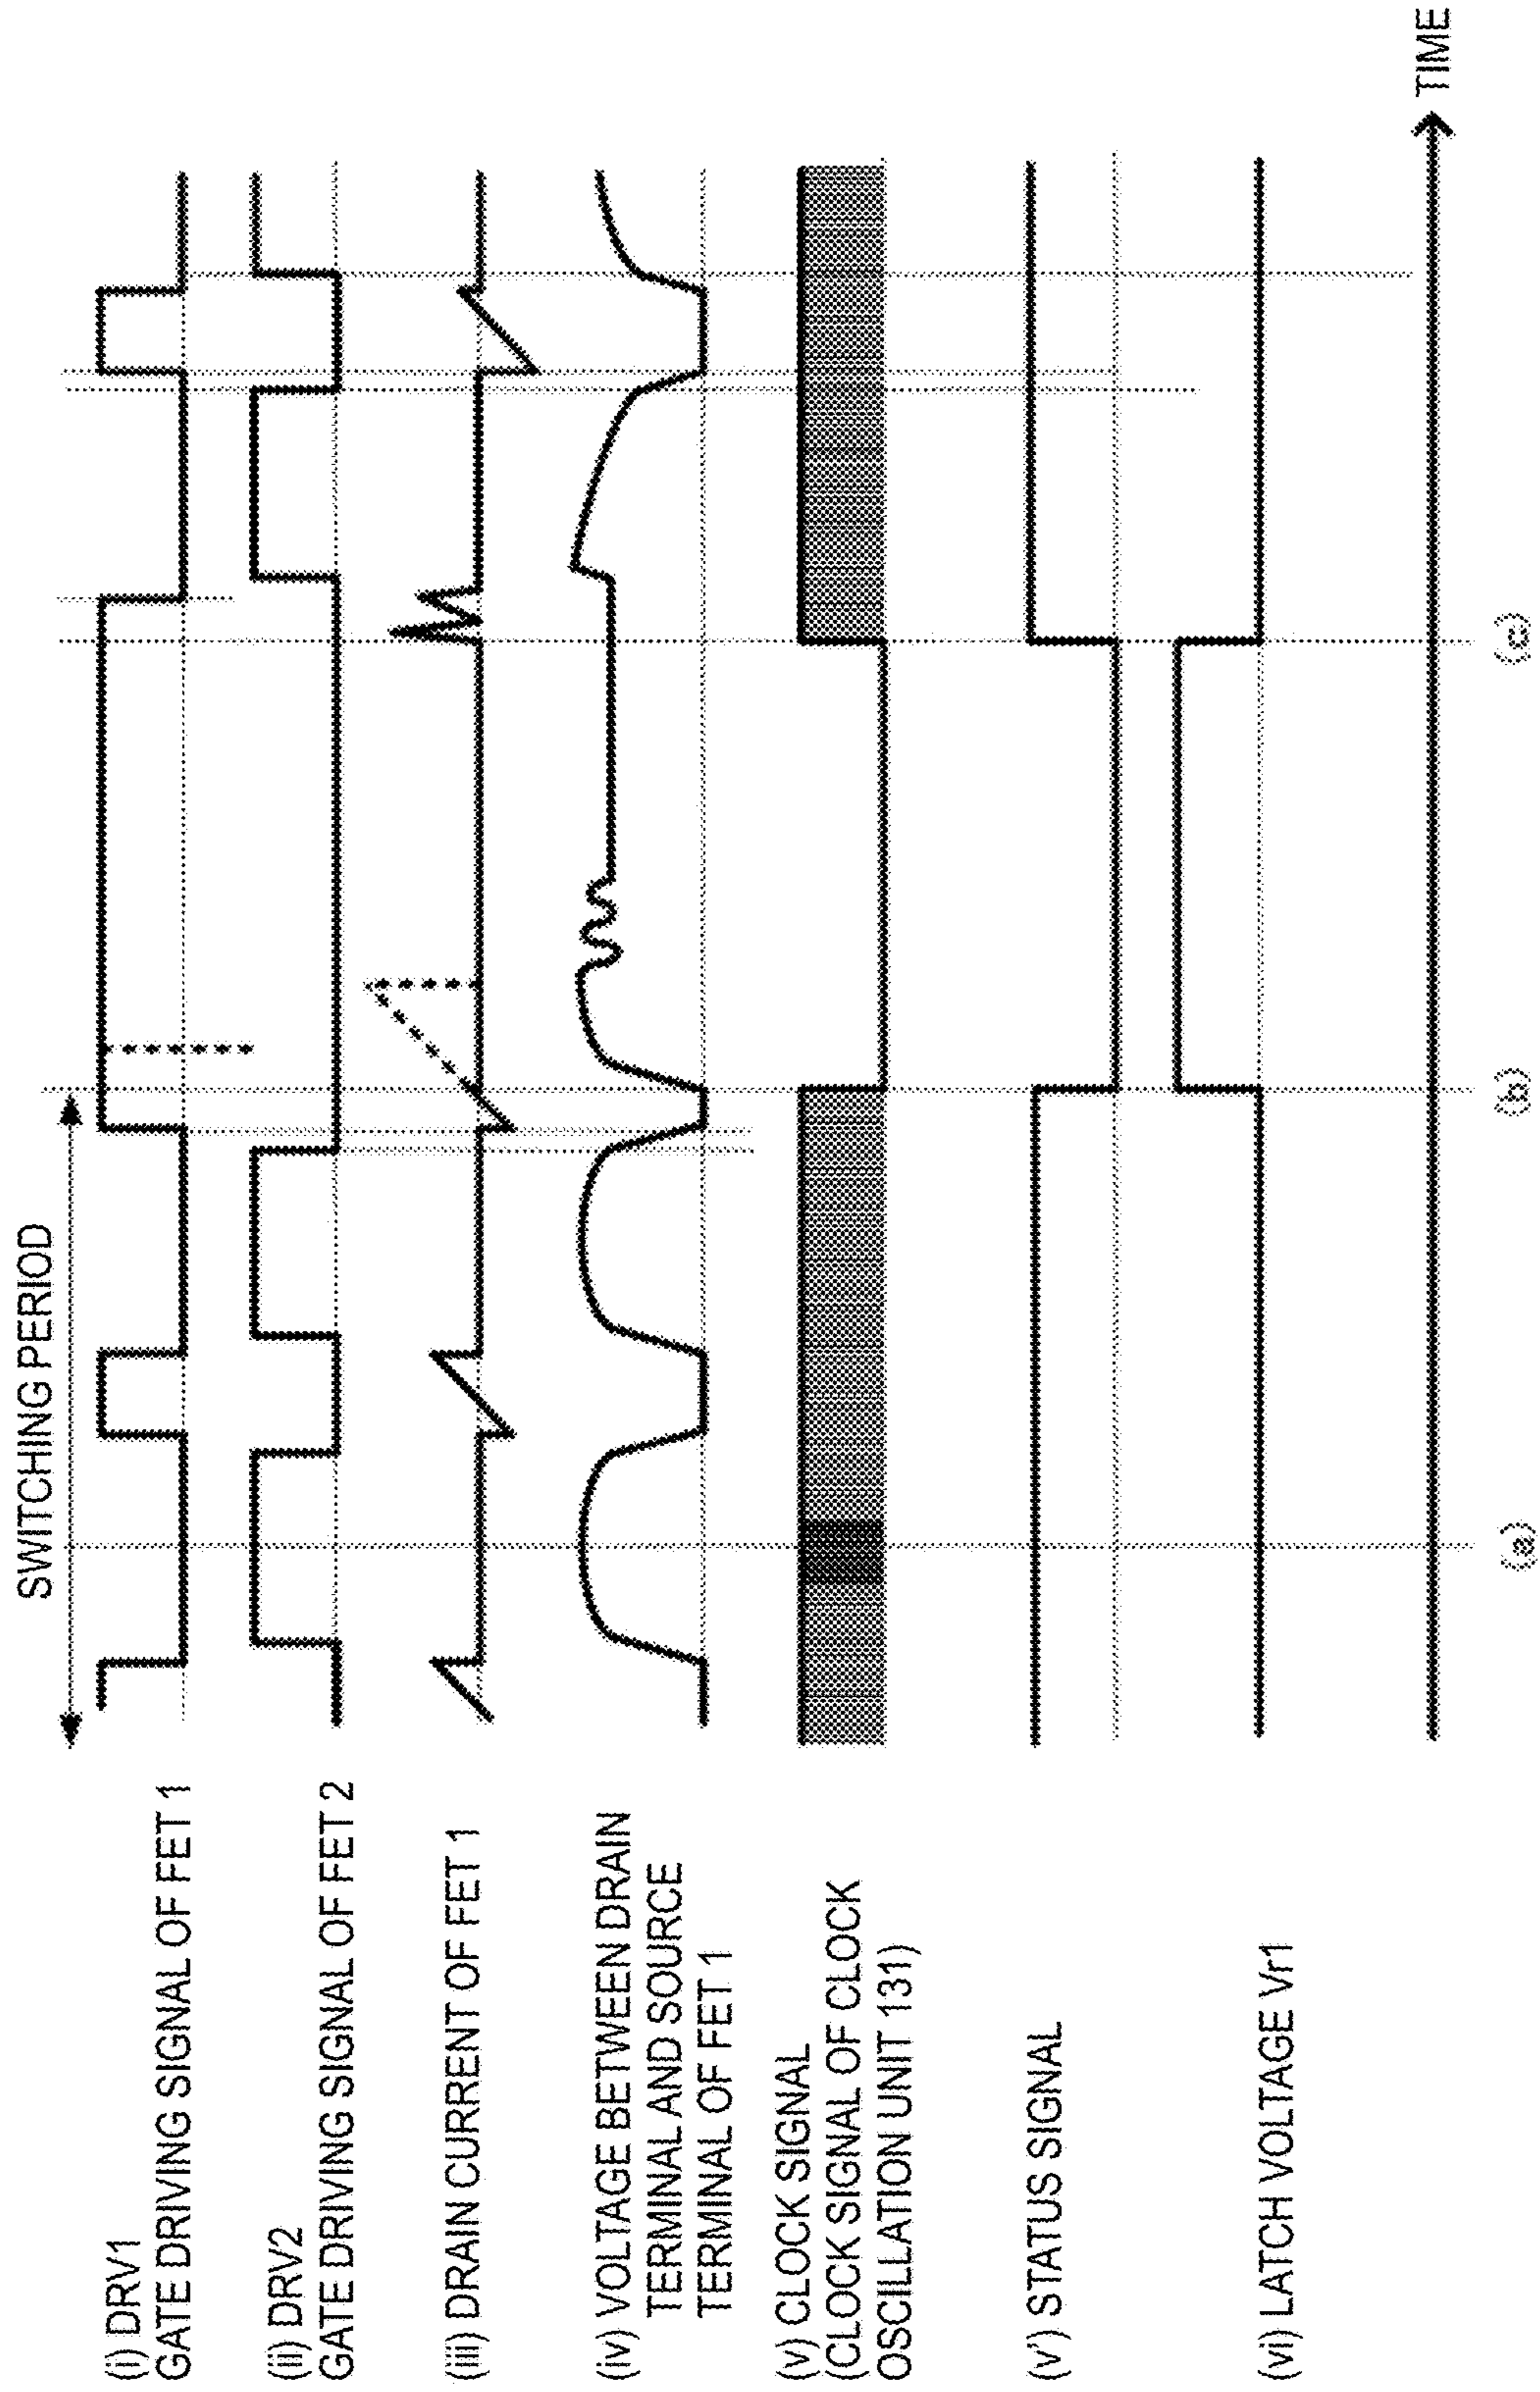 SWITCHING PERIOD
(i) DRV1
GATE DRIVING SIGNAL OF FET 1
(ii) DRV2
GATE DRIVING SIGNAL OF FET 2
(iii) DRAIN CURRENT OF FET 1
(iv) VOLTAGE BETWEEN DRAIN
TERMINAL AND SOURCE
TERMINAL OF FET 1
(v) CLOCK SIGNAL
(CLOCK SIGNAL OF CLOCK
OSCILLATION UNIT 131)
(v') STATUS SIGNAL
(vi) LATCH VOLTAGE Vr1
TIME
(a)
(b)
(c)